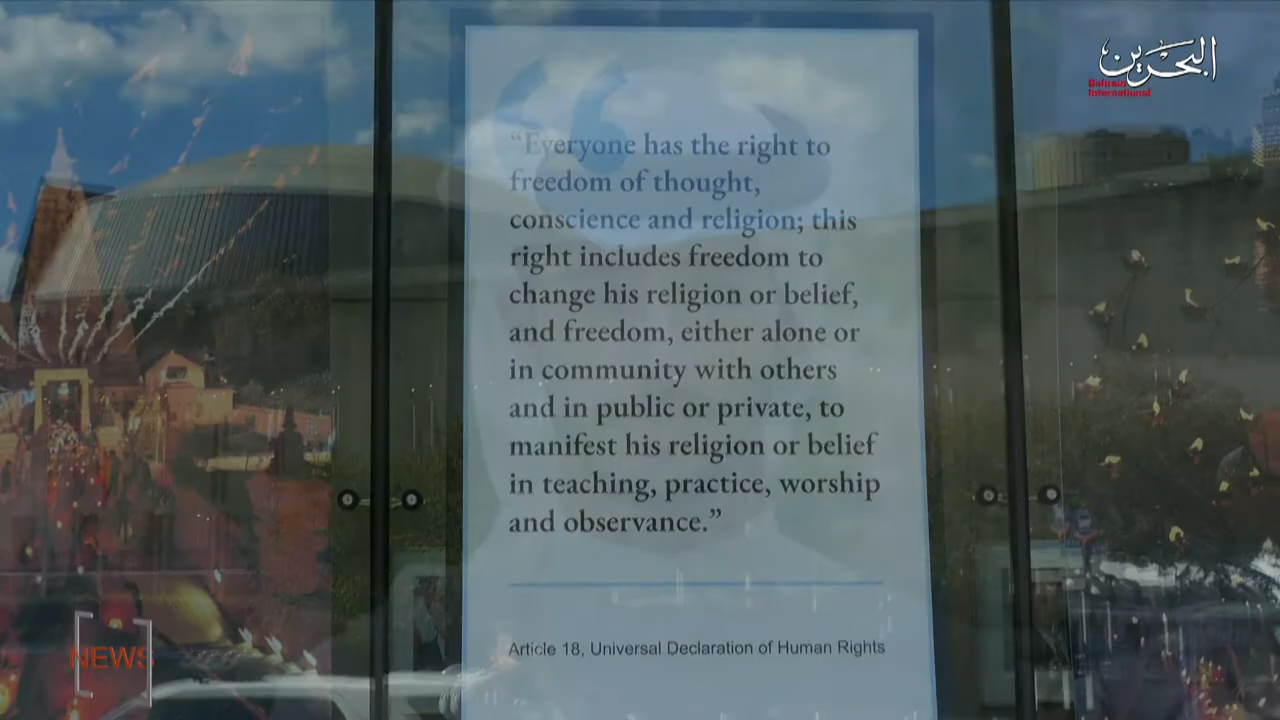 البحرين
Bahrain
International
“Everyone has the right to
freedom of thought,
conscience and religion; this
right includes freedom to
change his religion or belief,
and freedom, either alone or
in community with others
and in public or private, to
manifest his religion or belief
in teaching, practice, worship
and observance.”
Article 18, Universal Declaration of Human Rights
NEWS